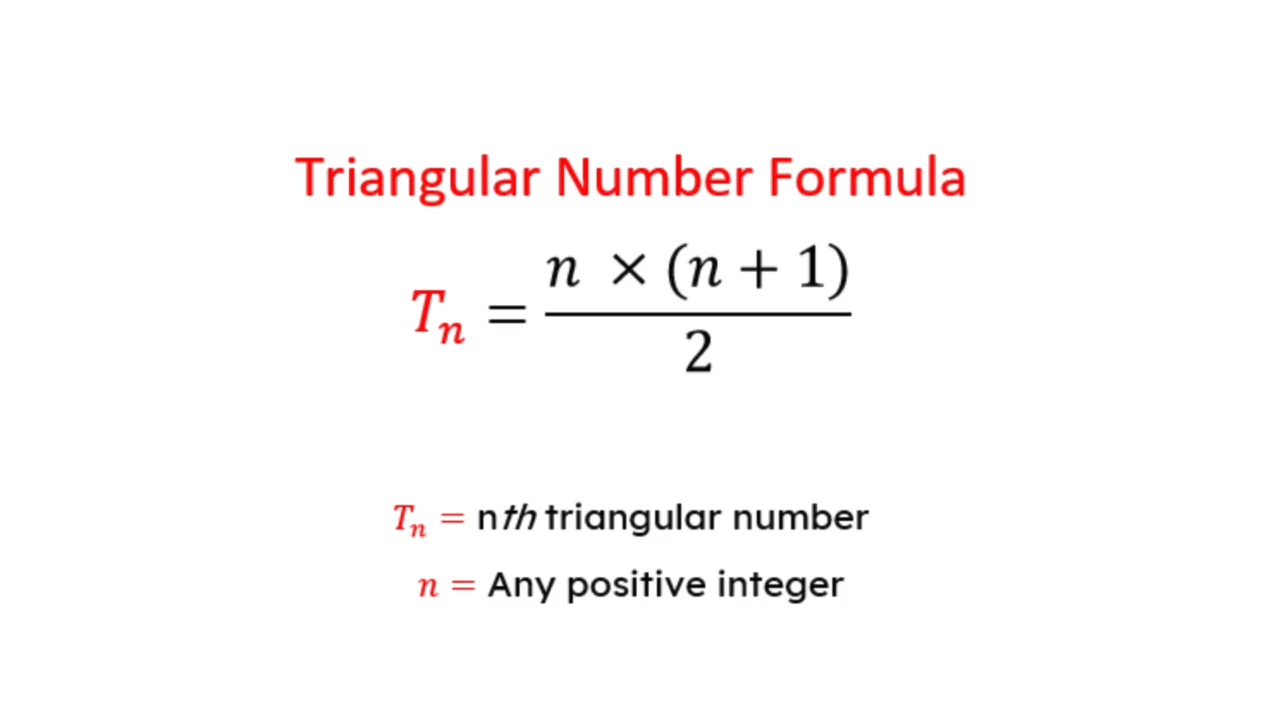 Triangular Number Formula
Tₙ = n × (n + 1)
2
Tₙ = nth triangular number
n = Any positive integer